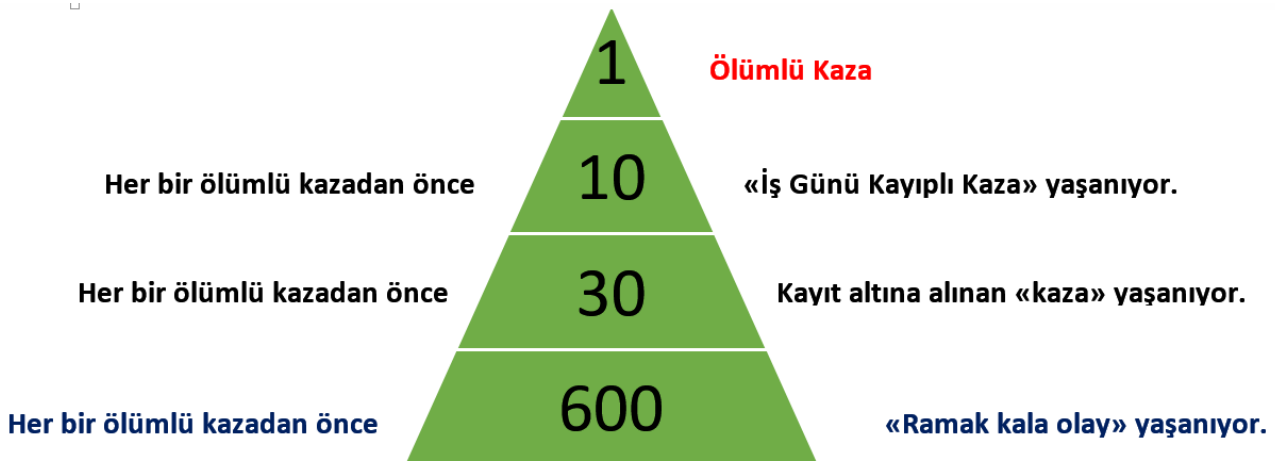 1
Ölümlü Kaza
Her bir ölümlü kazadan önce
10
«İş Günü Kayıplı Kaza» yaşanıyor.
Her bir ölümlü kazadan önce
30
Kayıt altına alınan «kaza» yaşanıyor.
Her bir ölümlü kazadan önce
600
«Ramak kala olay» yaşanıyor.